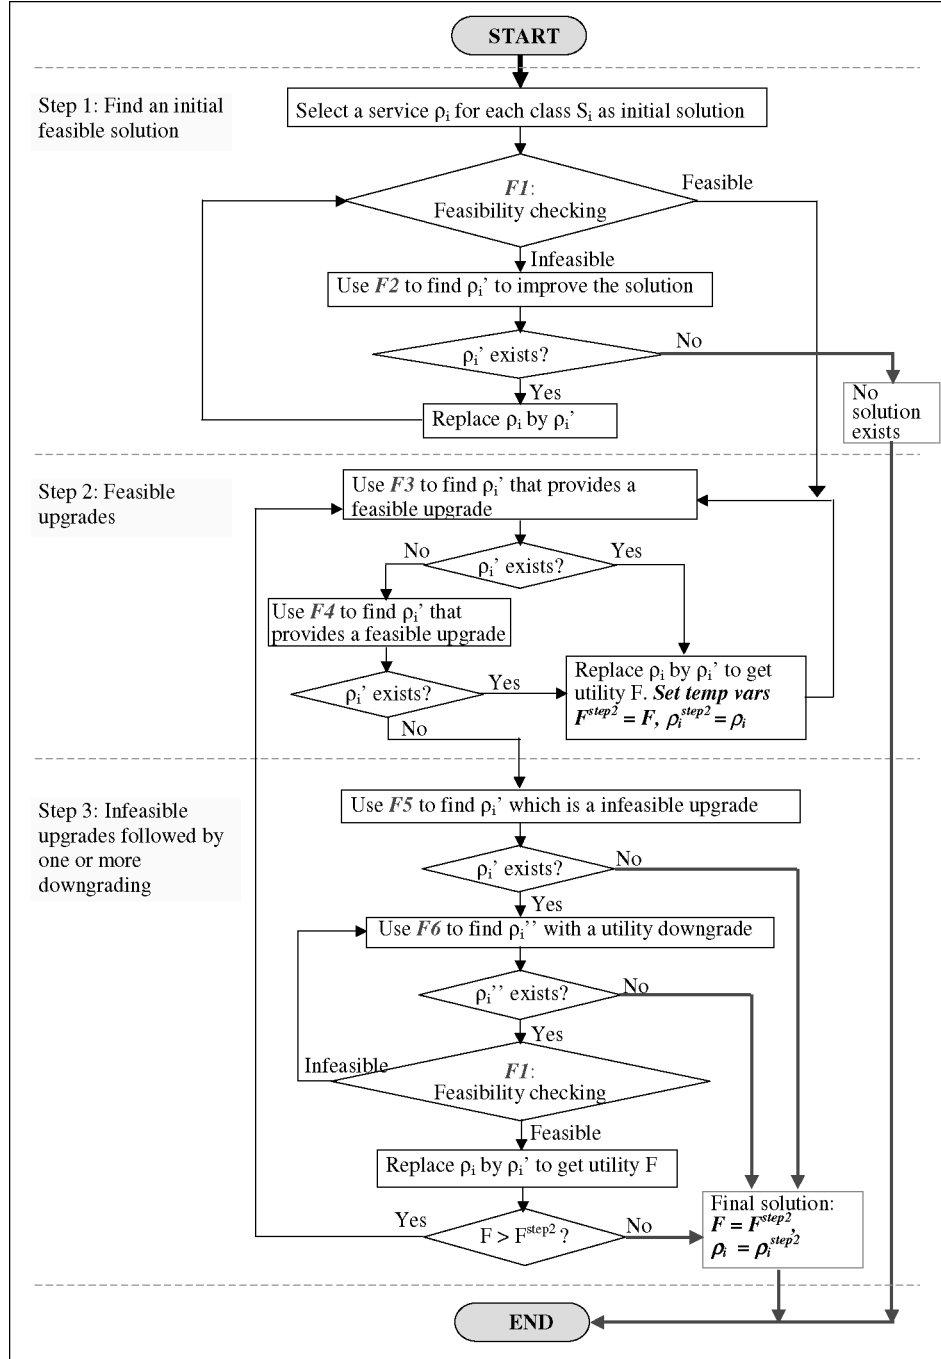 START
Step 1: Find an initial
feasible solution
Select a service ρi for each class Si as initial solution
F1:
Feasibility checking
Feasible
Infeasible
Use F2 to find ρi’ to improve the solution
ρi’ exists?
No
Yes
Replace ρi by ρi’
No
solution
exists
Step 2: Feasible
upgrades
Use F3 to find ρi’ that provides a
feasible upgrade
No
ρi’ exists?
Yes
Use F4 to find ρi’ that
provides a feasible upgrade
Replace ρi by ρi’ to get
utility F. Set temp vars
F^step2 = F, ρi^step2 = ρi
ρi’ exists?
Yes
No
Step 3: Infeasible
upgrades followed by
one or more
downgrading
Use F5 to find ρi’ which is a infeasible upgrade
ρi’ exists?
No
Yes
Use F6 to find ρi’’ with a utility downgrade
ρi’’ exists?
No
Yes
Infeasible
F1:
Feasibility checking
Feasible
Replace ρi by ρi’ to get utility F
Yes
F > F^step2 ?
No
Final solution:
F = F^step2,
ρi = ρi^step2
END